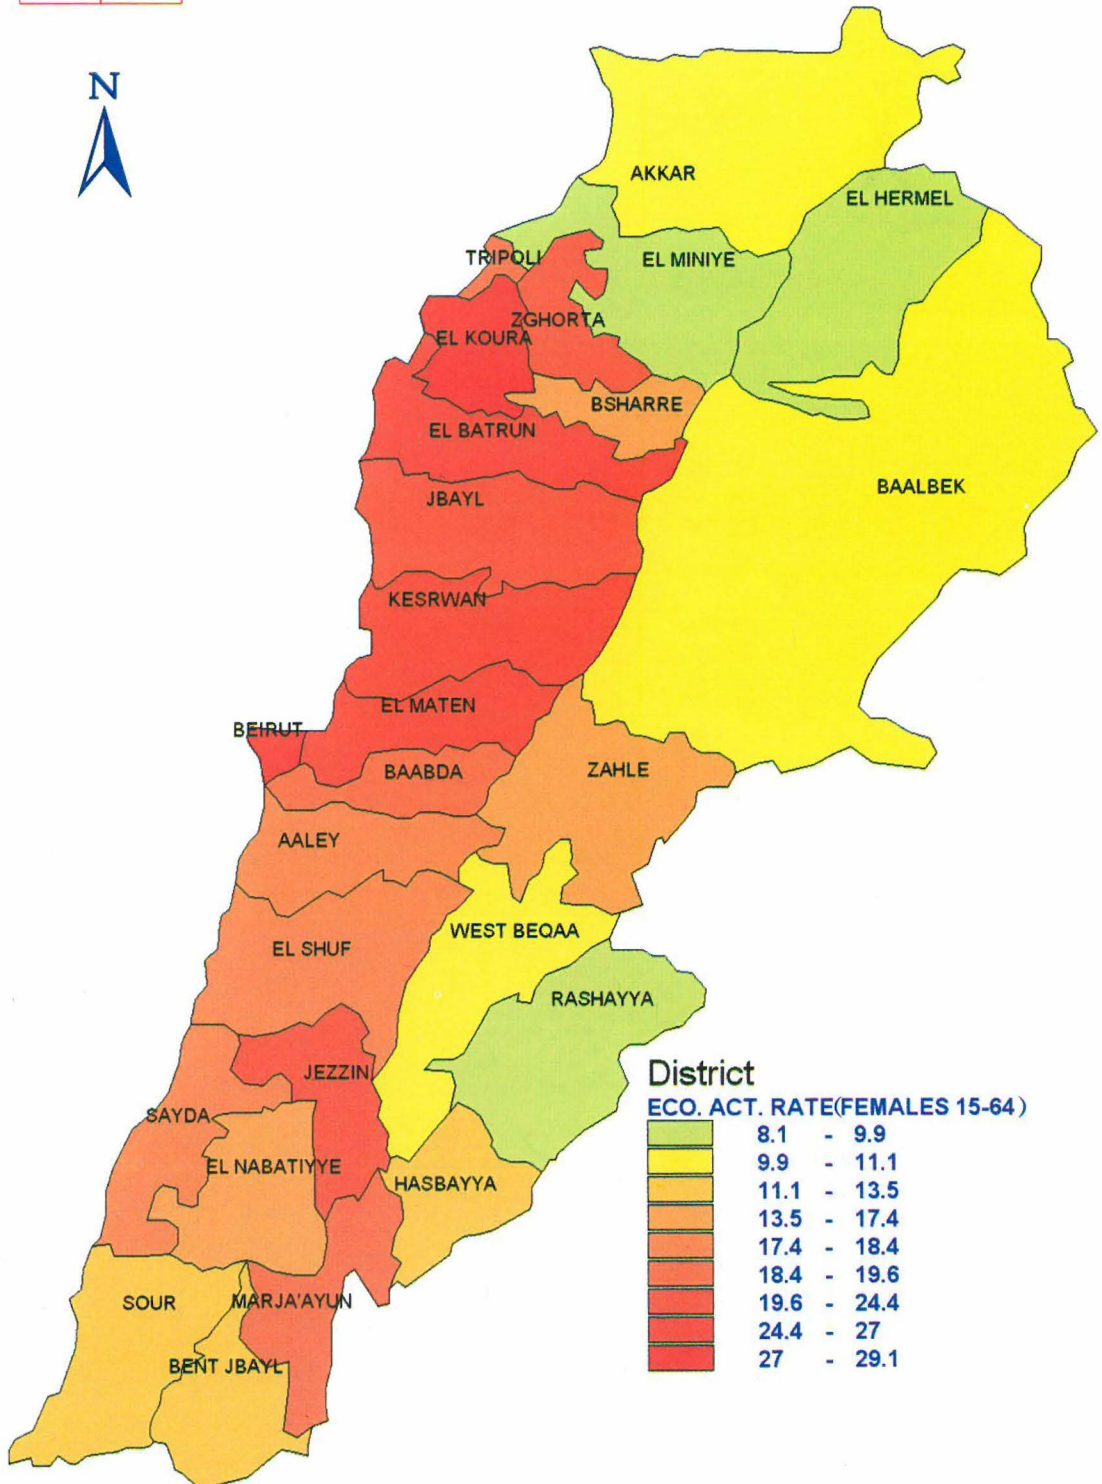 N
AKKAR
EL HERMEL
TRIPOLI
EL MINIYE
ZGHORTA
EL KOURA
BSHARRE
EL BATRUN
BAALBEK
JBAYL
KESRWAN
EL MATEN
BEIRUT
BAABDA
ZAHLE
AALEY
WEST BEQAA
EL SHUF
RASHAYYA
JEZZIN
SAYDA
EL NABATIYYE
HASBAYYA
SOUR
MARJA'AYUN
BENT JBAYL
District
ECO. ACT. RATE(FEMALES 15-64)
8.1 - 9.9
9.9 - 11.1
11.1 - 13.5
13.5 - 17.4
17.4 - 18.4
18.4 - 19.6
19.6 - 24.4
24.4 - 27
27 - 29.1